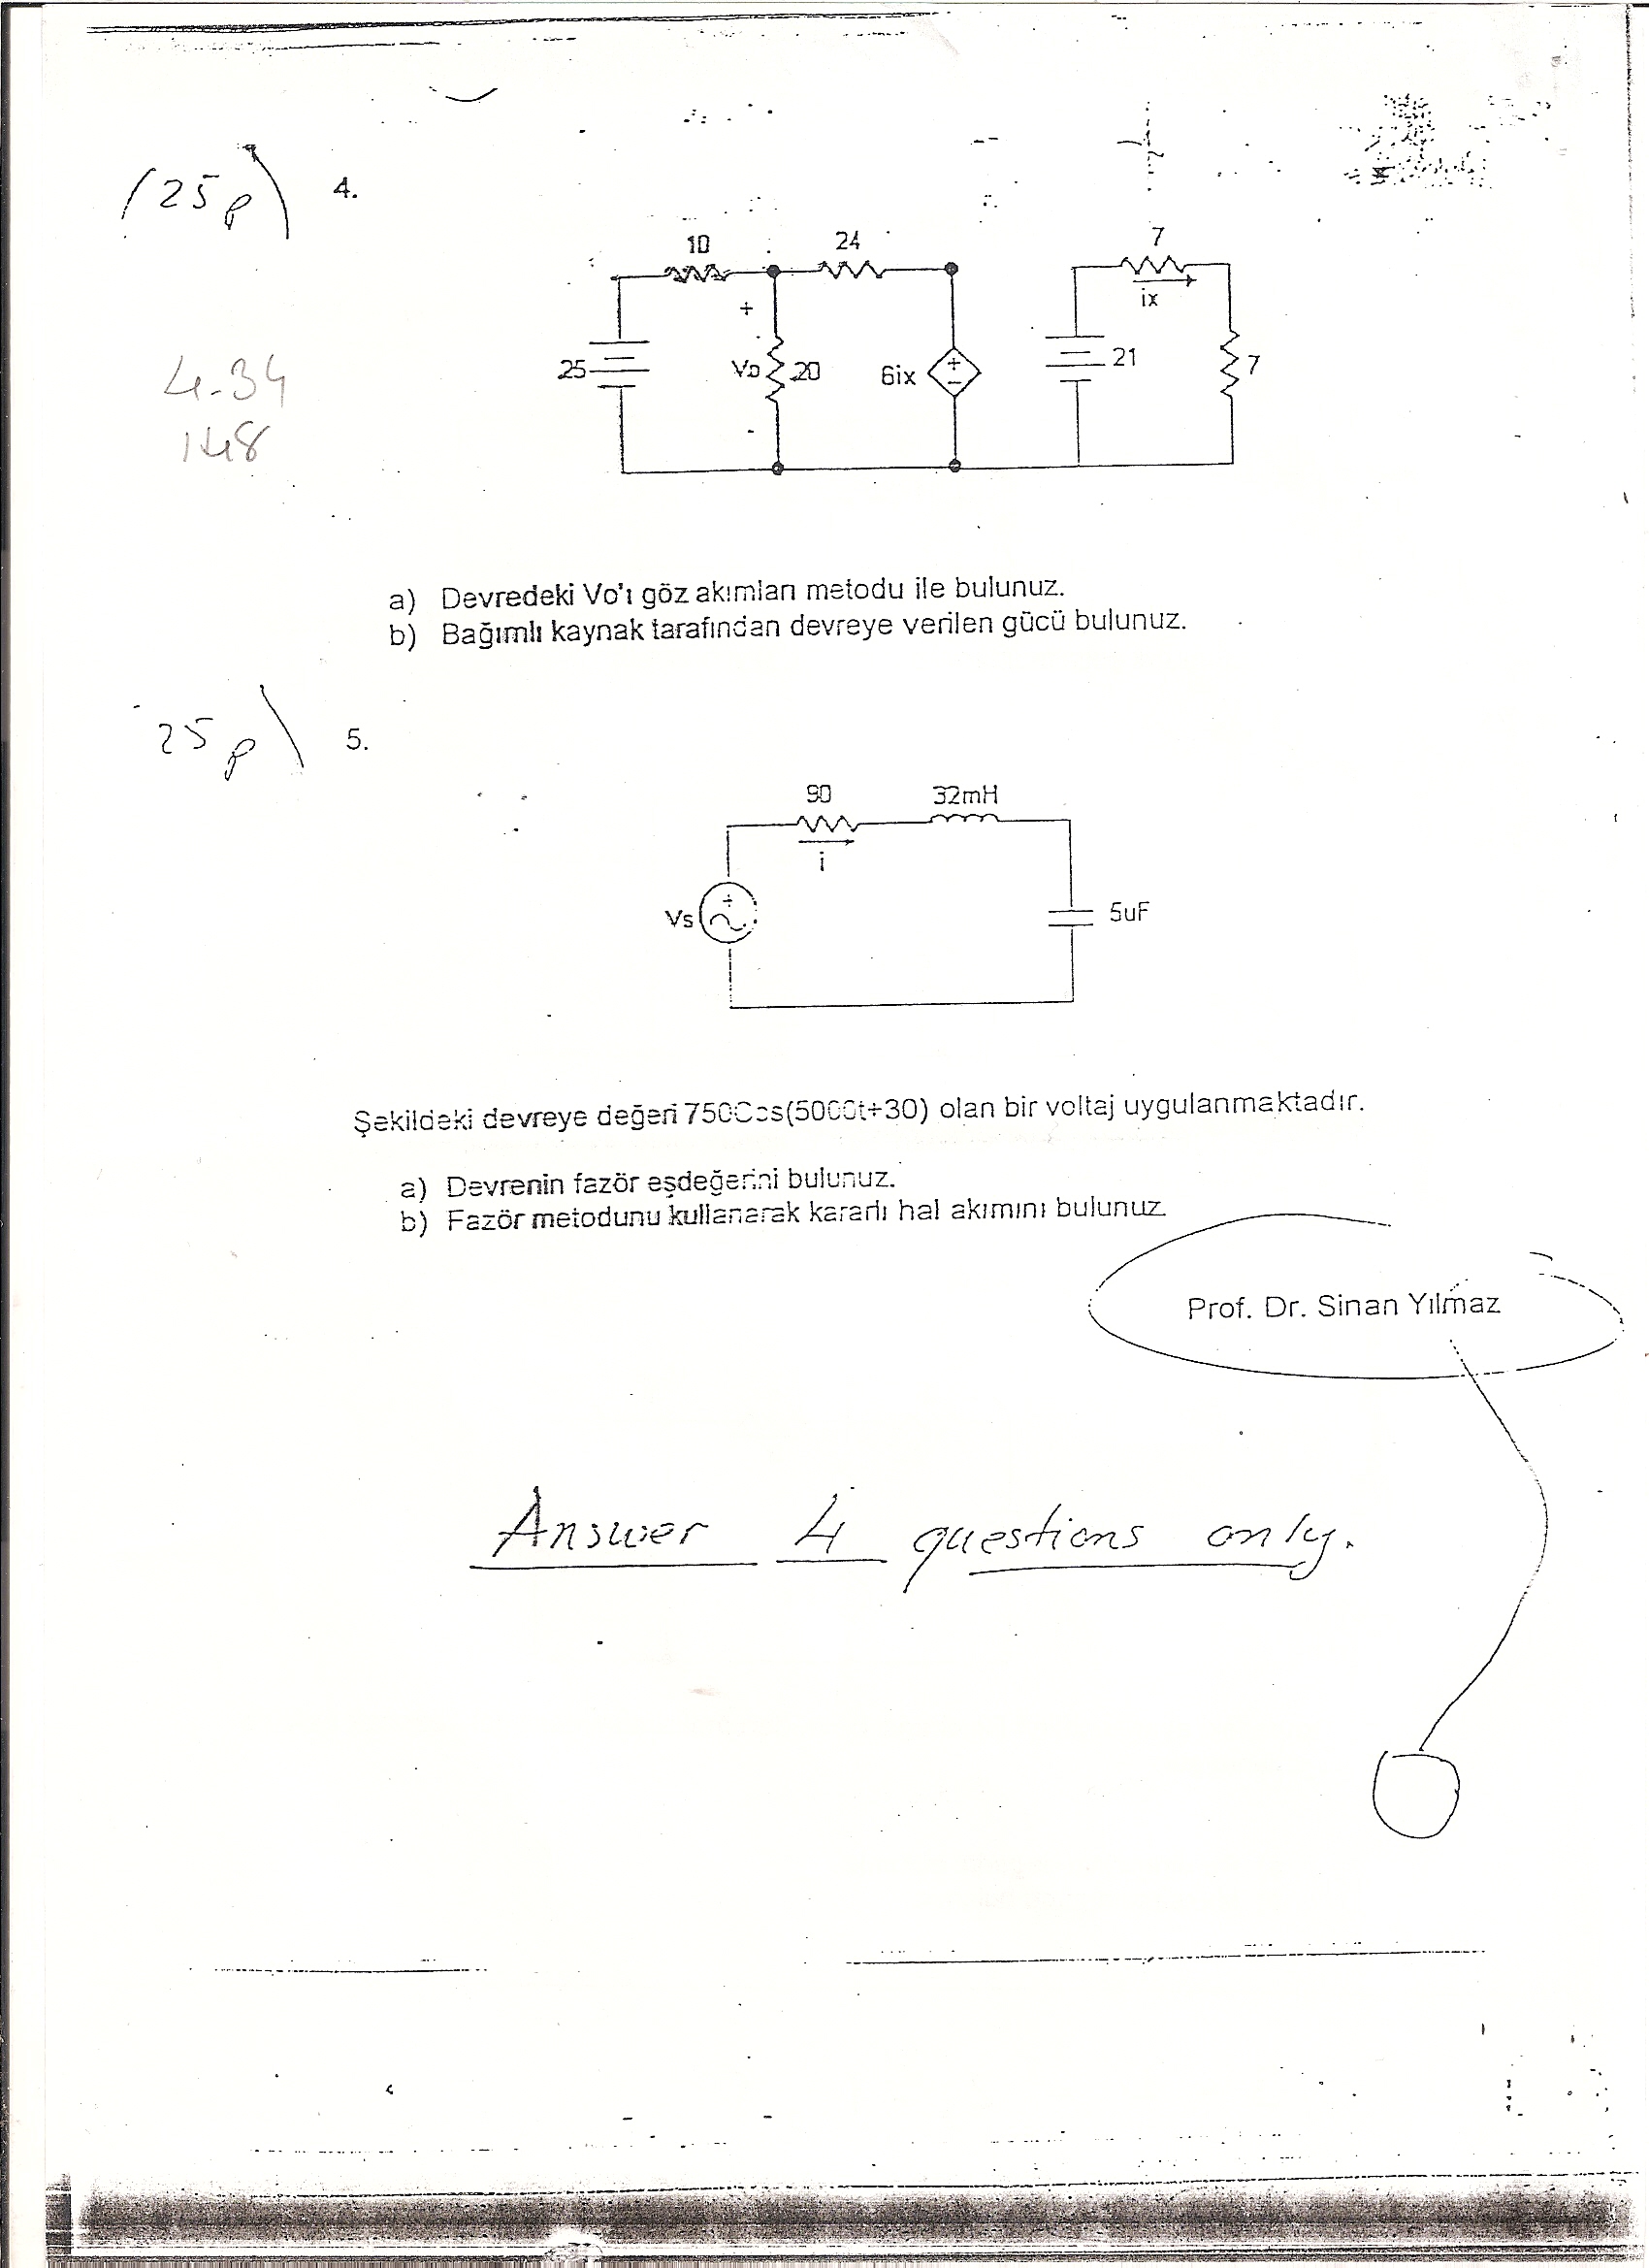 (25p) 4.
10
24
7
ix
25
+
Vo
20
6ix
+
-
21
7
-
4-34
148
a) Devredeki Vo'ı göz akımları metodu ile bulunuz.
b) Bağımlı kaynak tarafından devreye verilen gücü bulunuz.
25p) 5.
90
32mH
i
Vs
+
5uF
Şekildeki devreye değeri 750Cos(5000t+30) olan bir voltaj uygulanmaktadır.
a) Devrenin fazör eşdeğerini bulunuz.
b) Fazör metodunu kullanarak kararlı hal akımını bulunuz.
Prof. Dr. Sinan Yılmaz
Answer 4 questions only.